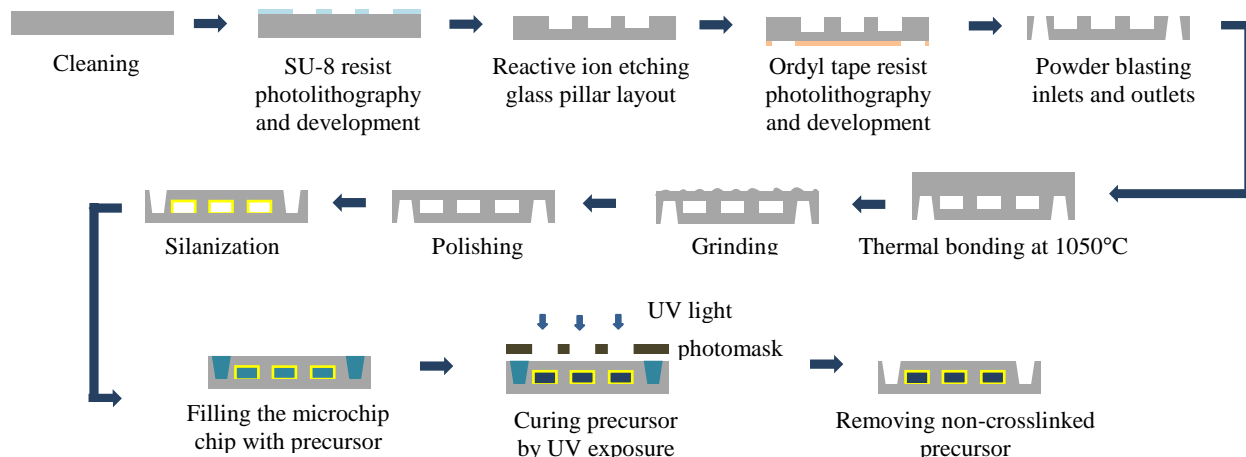 Cleaning
SU-8 resist
photolithography
and development
Reactive ion etching
glass pillar layout
Ordyl tape resist
photolithography
and development
Powder blasting
inlets and outlets
Silanization
Polishing
Grinding
Thermal bonding at 1050°C
UV light
photomask
Filling the microchip
chip with precursor
Curing precursor
by UV exposure
Removing non-crosslinked
precursor